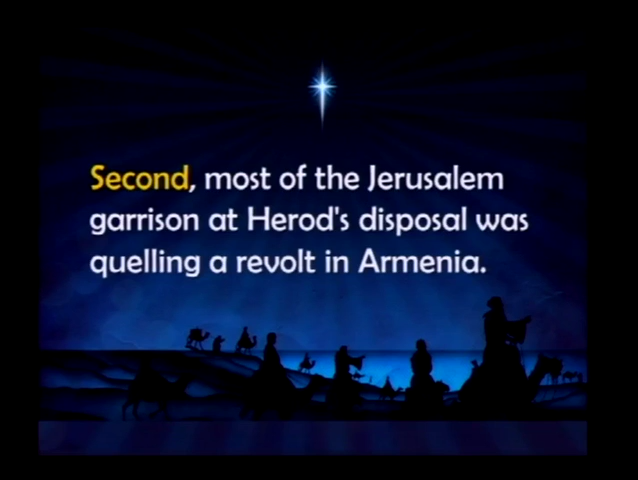 Second, most of the Jerusalem
garrison at Herod's disposal was
quelling a revolt in Armenia.